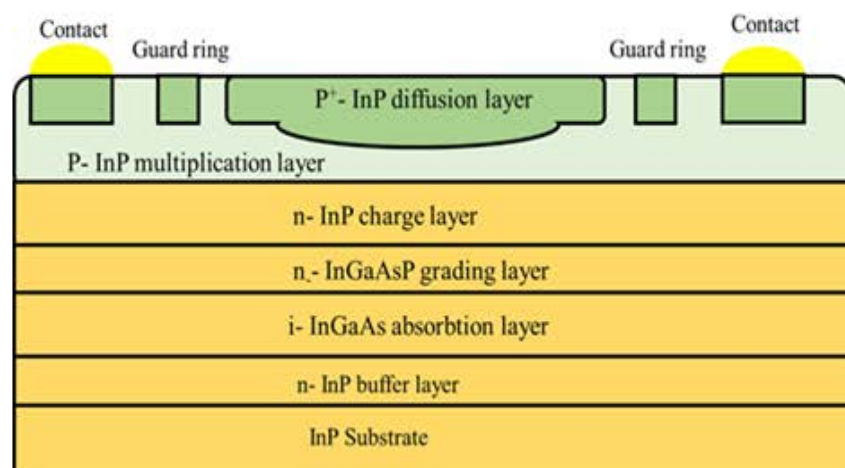 Contact
Guard ring
Guard ring
Contact
P+- InP diffusion layer
P- InP multiplication layer
n- InP charge layer
n.- InGaAsP grading layer
i- InGaAs absorbtion layer
n- InP buffer layer
InP Substrate